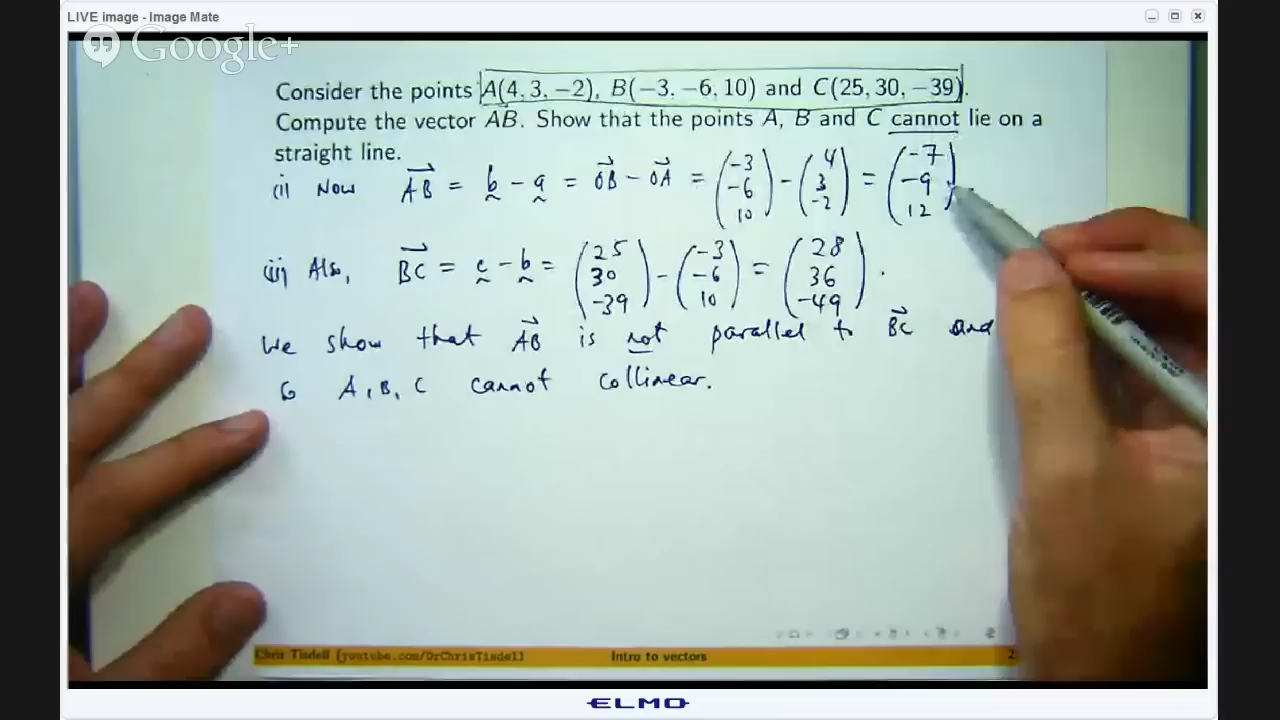 LIVE image - Image Mate
Google+
Consider the points A(4, 3, −2), B(−3, −6, 10) and C(25, 30, −39).
Compute the vector AB⃗. Show that the points A, B and C cannot lie on a
straight line.
(i) Now AB⃗ = b − a = OB⃗ − OA⃗ = (-3 -6 10) − (4 3 -2) = (-7 -9 12)
(ii) Also, BC⃗ = c − b = (25 30 -39) − (-3 -6 10) = (28 36 -49).
We show that AB⃗ is not parallel to BC⃗ and
so A, B, C cannot collinear.
Chris Tisdell (youtube.com/DrChrisTisdell Intro to vectors 2
ELMO